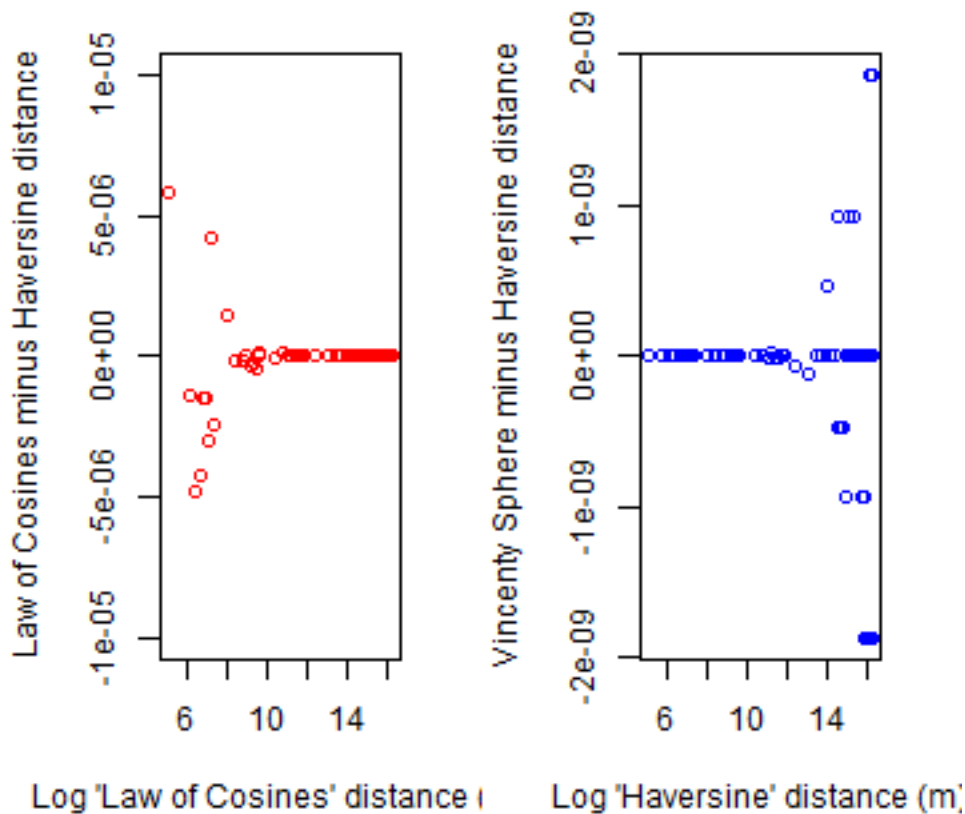 Law of Cosines minus Haversine distance
1e-05
5e-06
0e+00
-5e-06
-1e-05
6 10 14
Log 'Law of Cosines' distance (
Vincenty Sphere minus Haversine distance
2e-09
1e-09
0e+00
-1e-09
-2e-09
6 10 14
Log 'Haversine' distance (m)